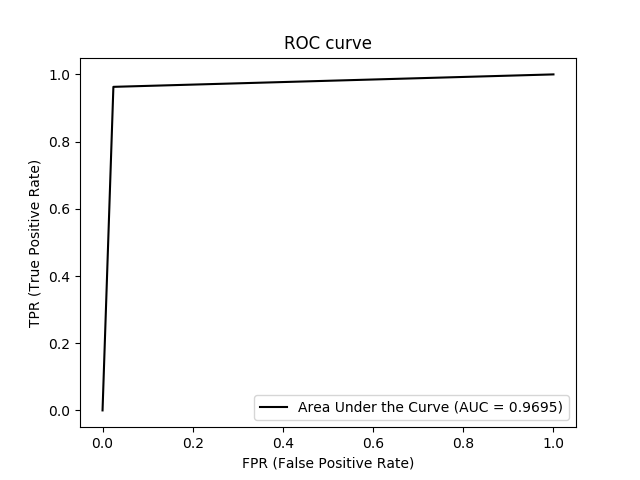 ROC curve
TPR (True Positive Rate)
1.0
0.8
0.6
0.4
0.2
0.0
Area Under the Curve (AUC = 0.9695)
0.0 0.2 0.4 0.6 0.8 1.0
FPR (False Positive Rate)